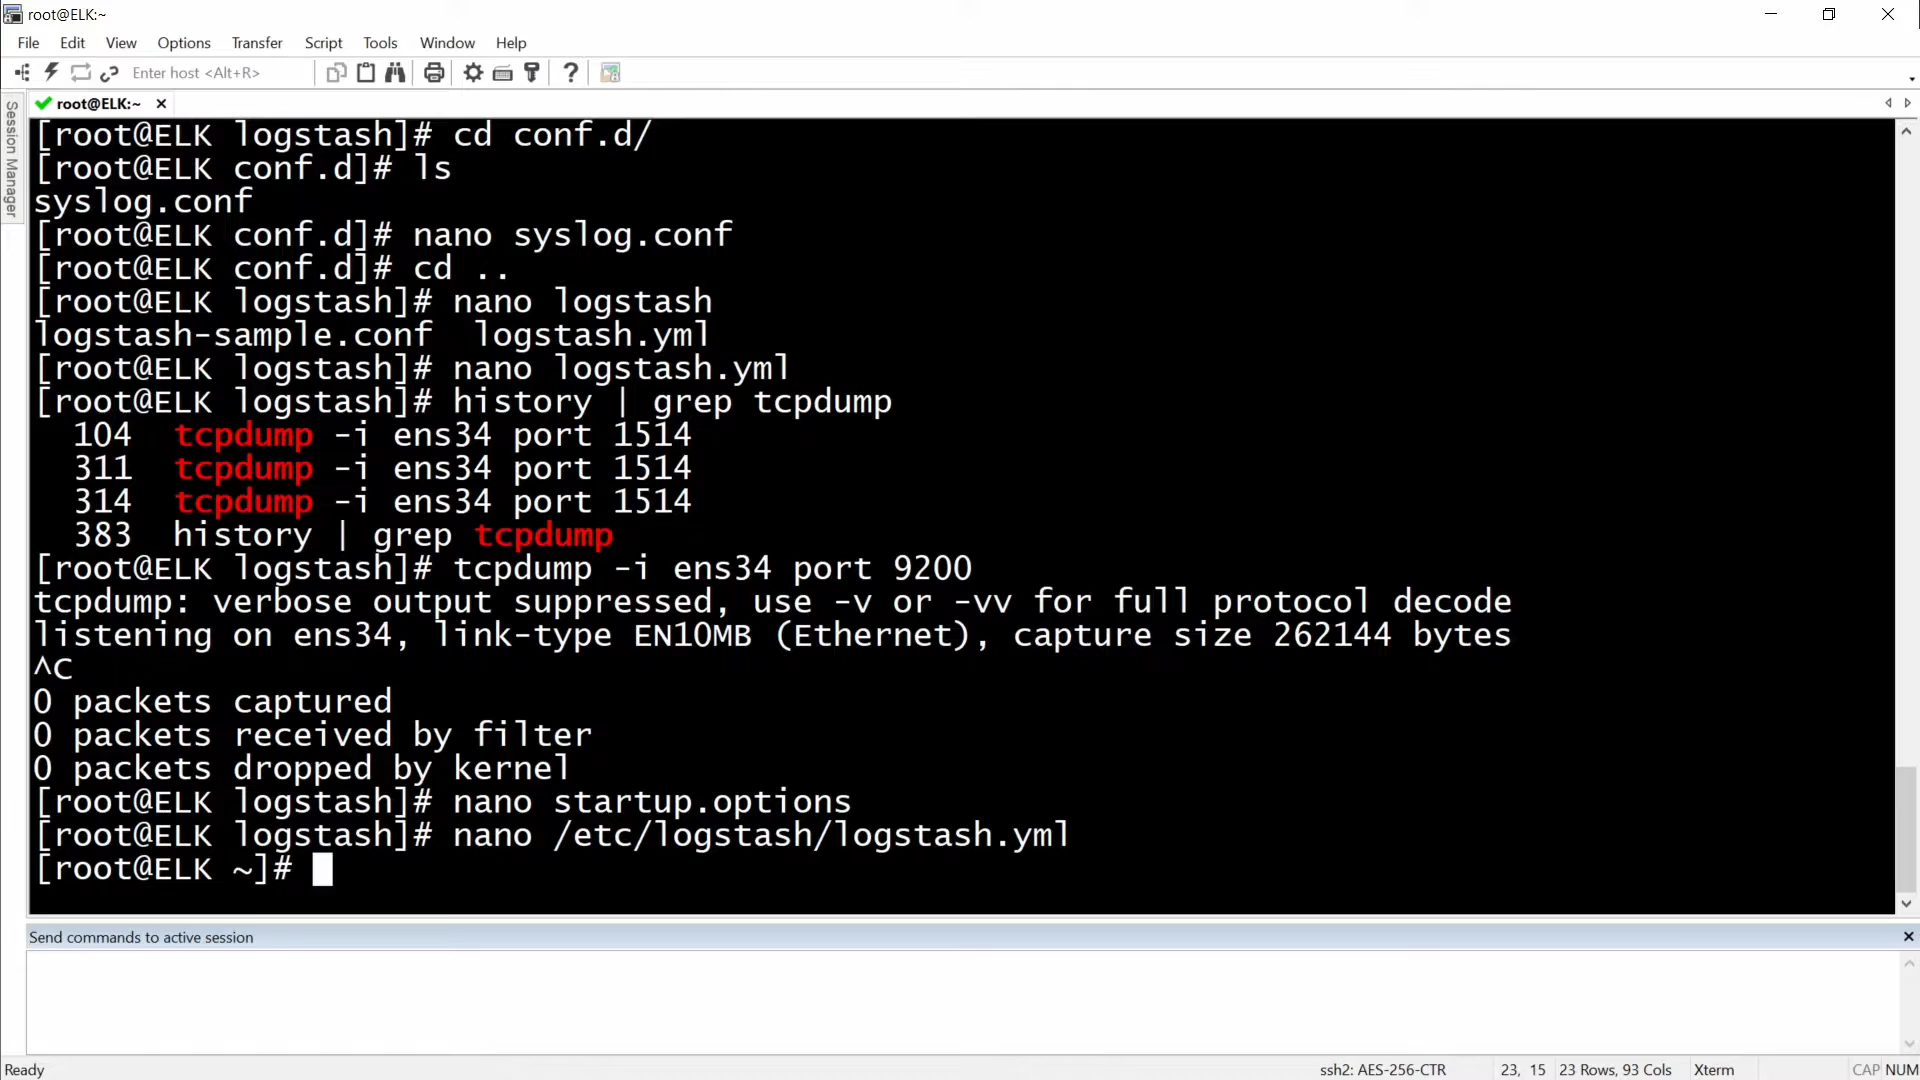 root@ELK:~
File Edit View Options Transfer Script Tools Window Help
Enter host <Alt+R>
root@ELK:~
Session Manager
[root@ELK logstash]# cd conf.d/
[root@ELK conf.d]# ls
syslog.conf
[root@ELK conf.d]# nano syslog.conf
[root@ELK conf.d]# cd ..
[root@ELK logstash]# nano logstash
logstash-sample.conf  logstash.yml
[root@ELK logstash]# nano logstash.yml
[root@ELK logstash]# history | grep tcpdump
104  tcpdump -i ens34 port 1514
311  tcpdump -i ens34 port 1514
314  tcpdump -i ens34 port 1514
383  history | grep tcpdump
[root@ELK logstash]# tcpdump -i ens34 port 9200
tcpdump: verbose output suppressed, use -v or -vv for full protocol decode
listening on ens34, link-type EN10MB (Ethernet), capture size 262144 bytes
^C
0 packets captured
0 packets received by filter
0 packets dropped by kernel
[root@ELK logstash]# nano startup.options
[root@ELK logstash]# nano /etc/logstash/logstash.yml
[root@ELK ~]#
Send commands to active session
Ready ssh2: AES-256-CTR 23, 15 23 Rows, 93 Cols Xterm CAP NUM